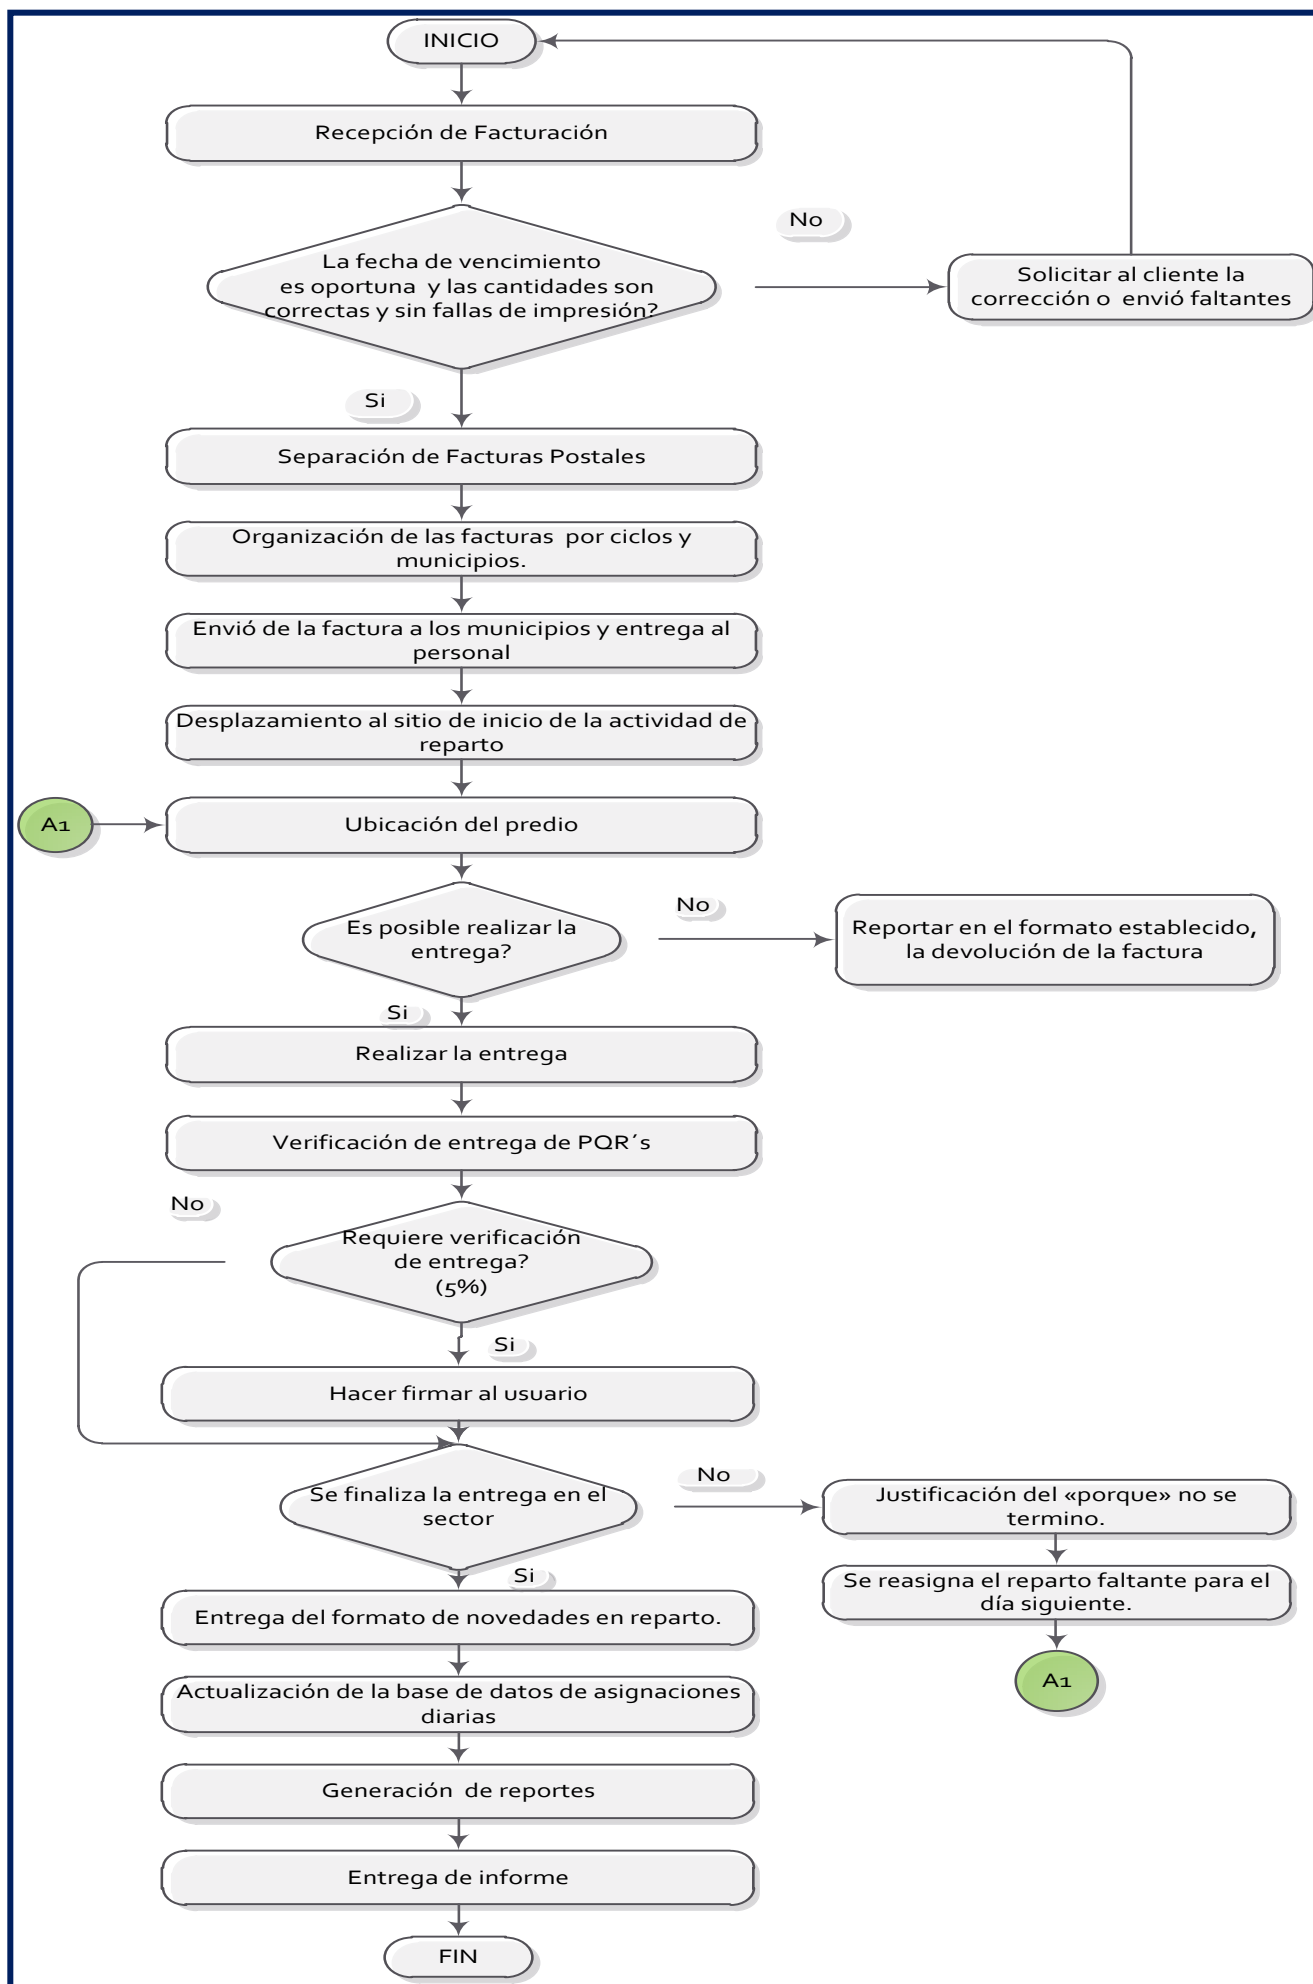 INICIO
Recepción de Facturación
La fecha de vencimiento
es oportuna y las cantidades son
correctas y sin fallas de impresión?
No
Solicitar al cliente la
corrección o envió faltantes
Si
Separación de Facturas Postales
Organización de las facturas por ciclos y
municipios.
Envió de la factura a los municipios y entrega al
personal
Desplazamiento al sitio de inicio de la actividad de
reparto
A1
Ubicación del predio
Es posible realizar la
entrega?
No
Reportar en el formato establecido,
la devolución de la factura
Si
Realizar la entrega
Verificación de entrega de PQR´s
No
Requiere verificación
de entrega?
(5%)
Si
Hacer firmar al usuario
Se finaliza la entrega en el
sector
No
Justificación del «porque» no se
termino.
Se reasigna el reparto faltante para el
día siguiente.
A1
Si
Entrega del formato de novedades en reparto.
Actualización de la base de datos de asignaciones
diarias
Generación de reportes
Entrega de informe
FIN